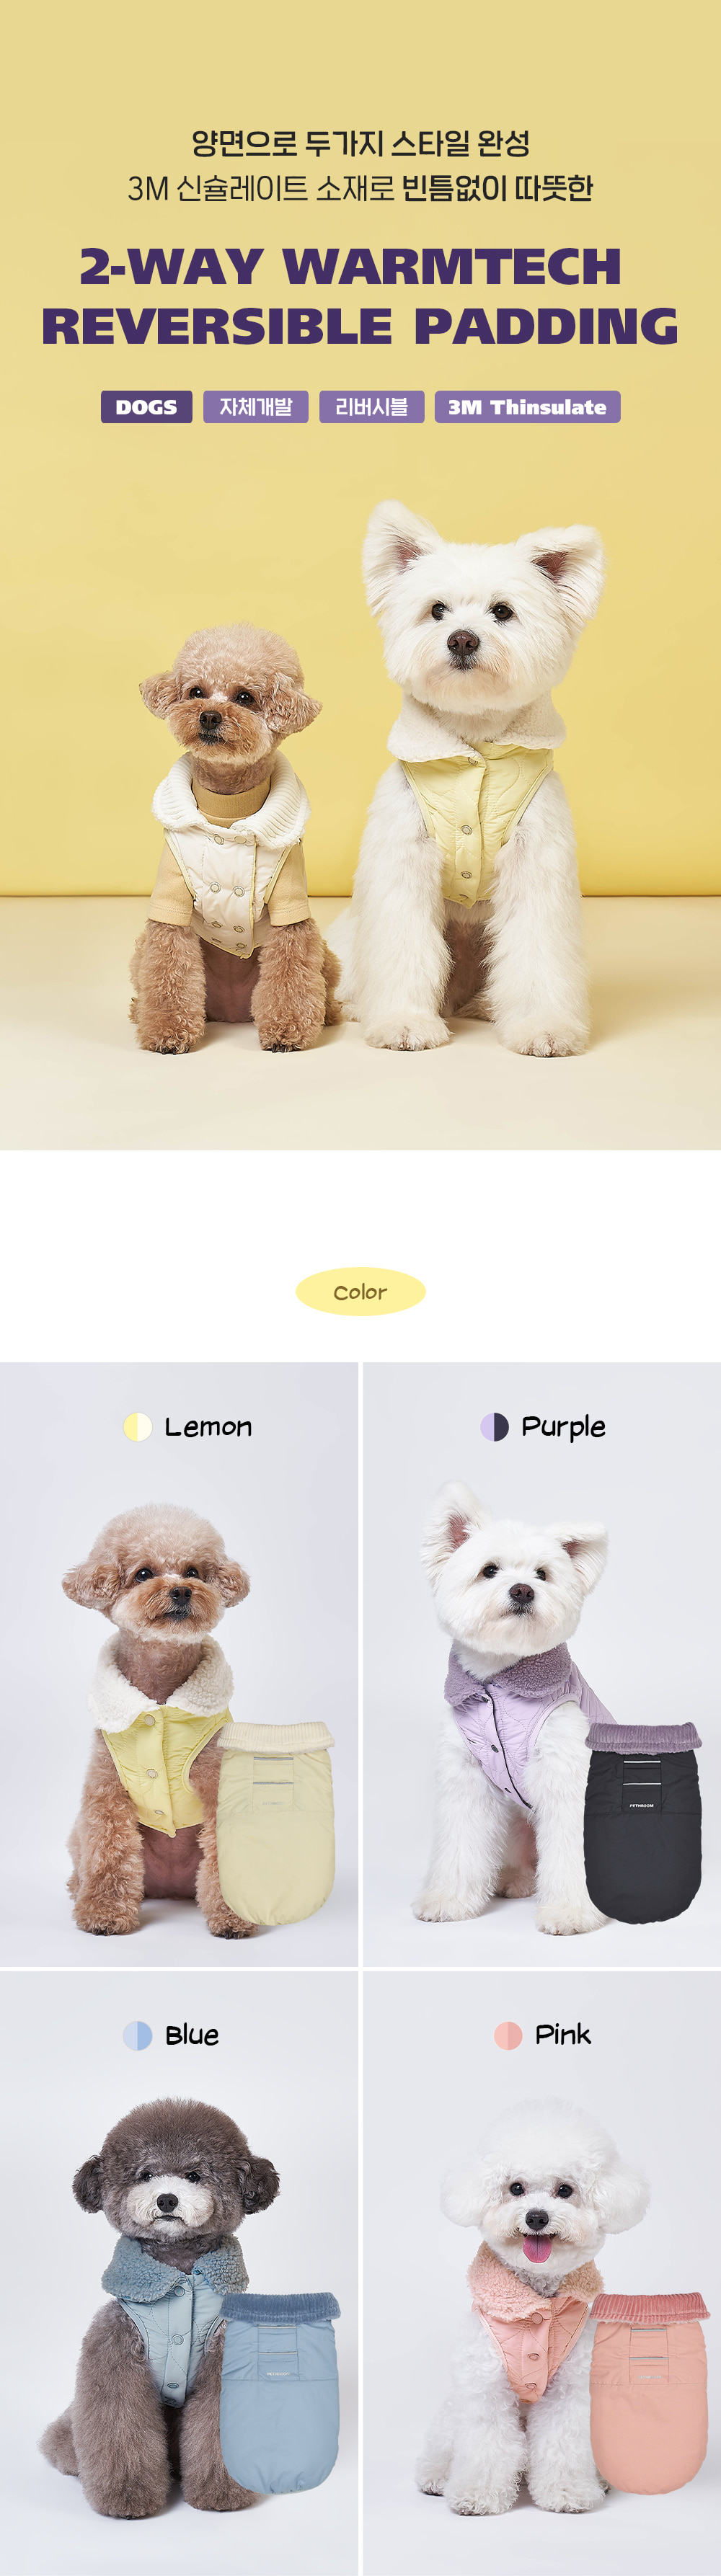 양면으로 두가지 스타일 완성
3M 신슐레이트 소재로 빈틈없이 따뜻한
2-WAY WARMTECH
REVERSIBLE PADDING
DOGS 자체개발 리버시블 3M Thinsulate
Color
Lemon
Purple
PETHROOM
Blue
Pink
PETHROOM